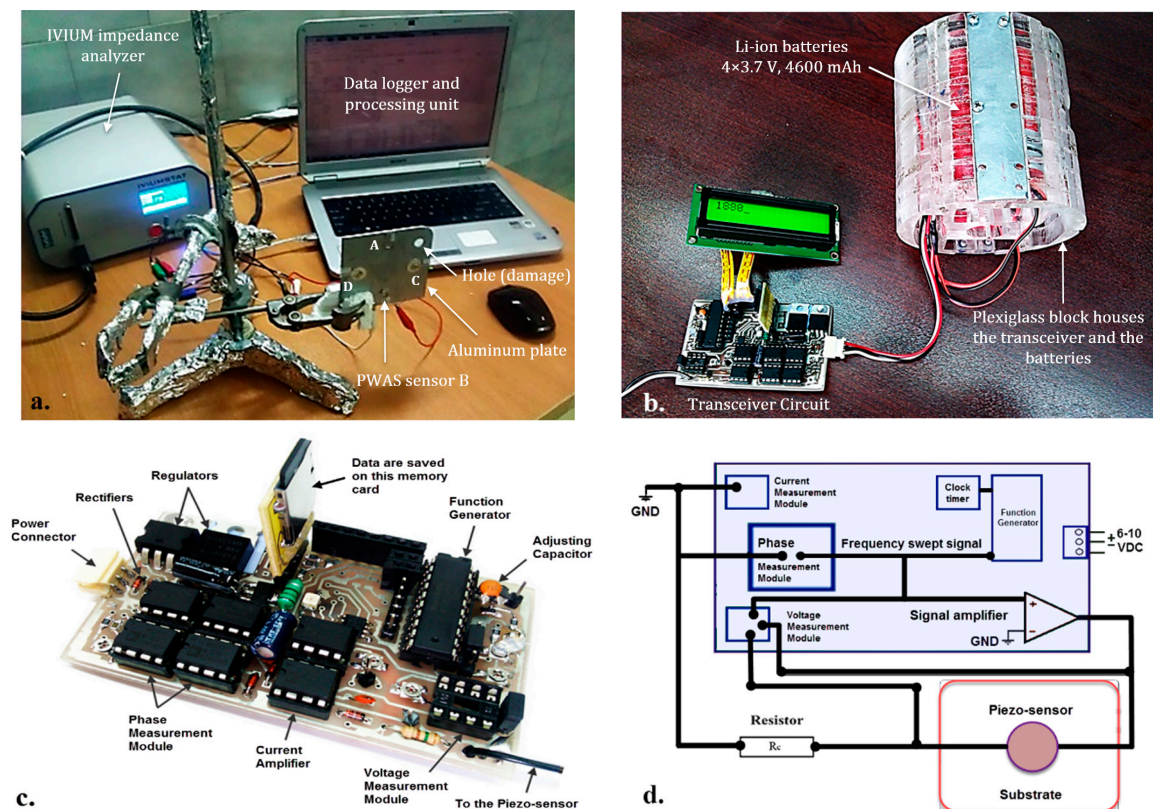 IVIUM impedance
analyzer
Data logger and
processing unit
IVIUMSTAT
A
Hole (damage)
C
D
Aluminum plate
PWAS sensor B
a.
Li-ion batteries
4×3.7 V, 4600 mAh
1888_
Plexiglass block houses
the transceiver and the
batteries
Transceiver Circuit
b.
Data are saved
on this memory
card
Regulators
Rectifiers
Function
Generator
Power
Connector
Adjusting
Capacitor
Phase
Measurement
Module
Current
Amplifier
Voltage
Measurement
Module
To the Piezo-sensor
c.
Current
Measurement
Module
Clock
timer
Function
Generator
GND
6-10
+
VDC
−
Phase
Measurement
Module
Frequency swept signal
Voltage
Measurement
Module
Signal amplifier
+
GND
−
Resistor
Rc
Piezo-sensor
Substrate
d.